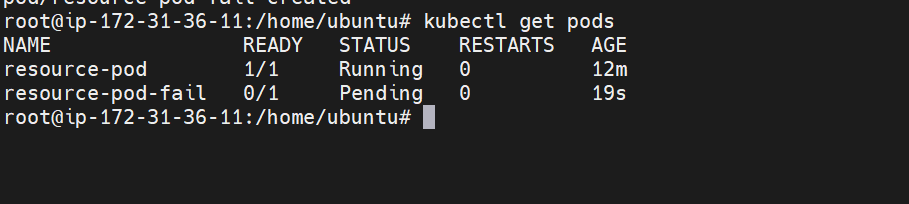 pod/resource-pod-fail created
root@ip-172-31-36-11:/home/ubuntu# kubectl get pods
NAME                READY   STATUS    RESTARTS   AGE
resource-pod        1/1     Running   0          12m
resource-pod-fail   0/1     Pending   0          19s
root@ip-172-31-36-11:/home/ubuntu#